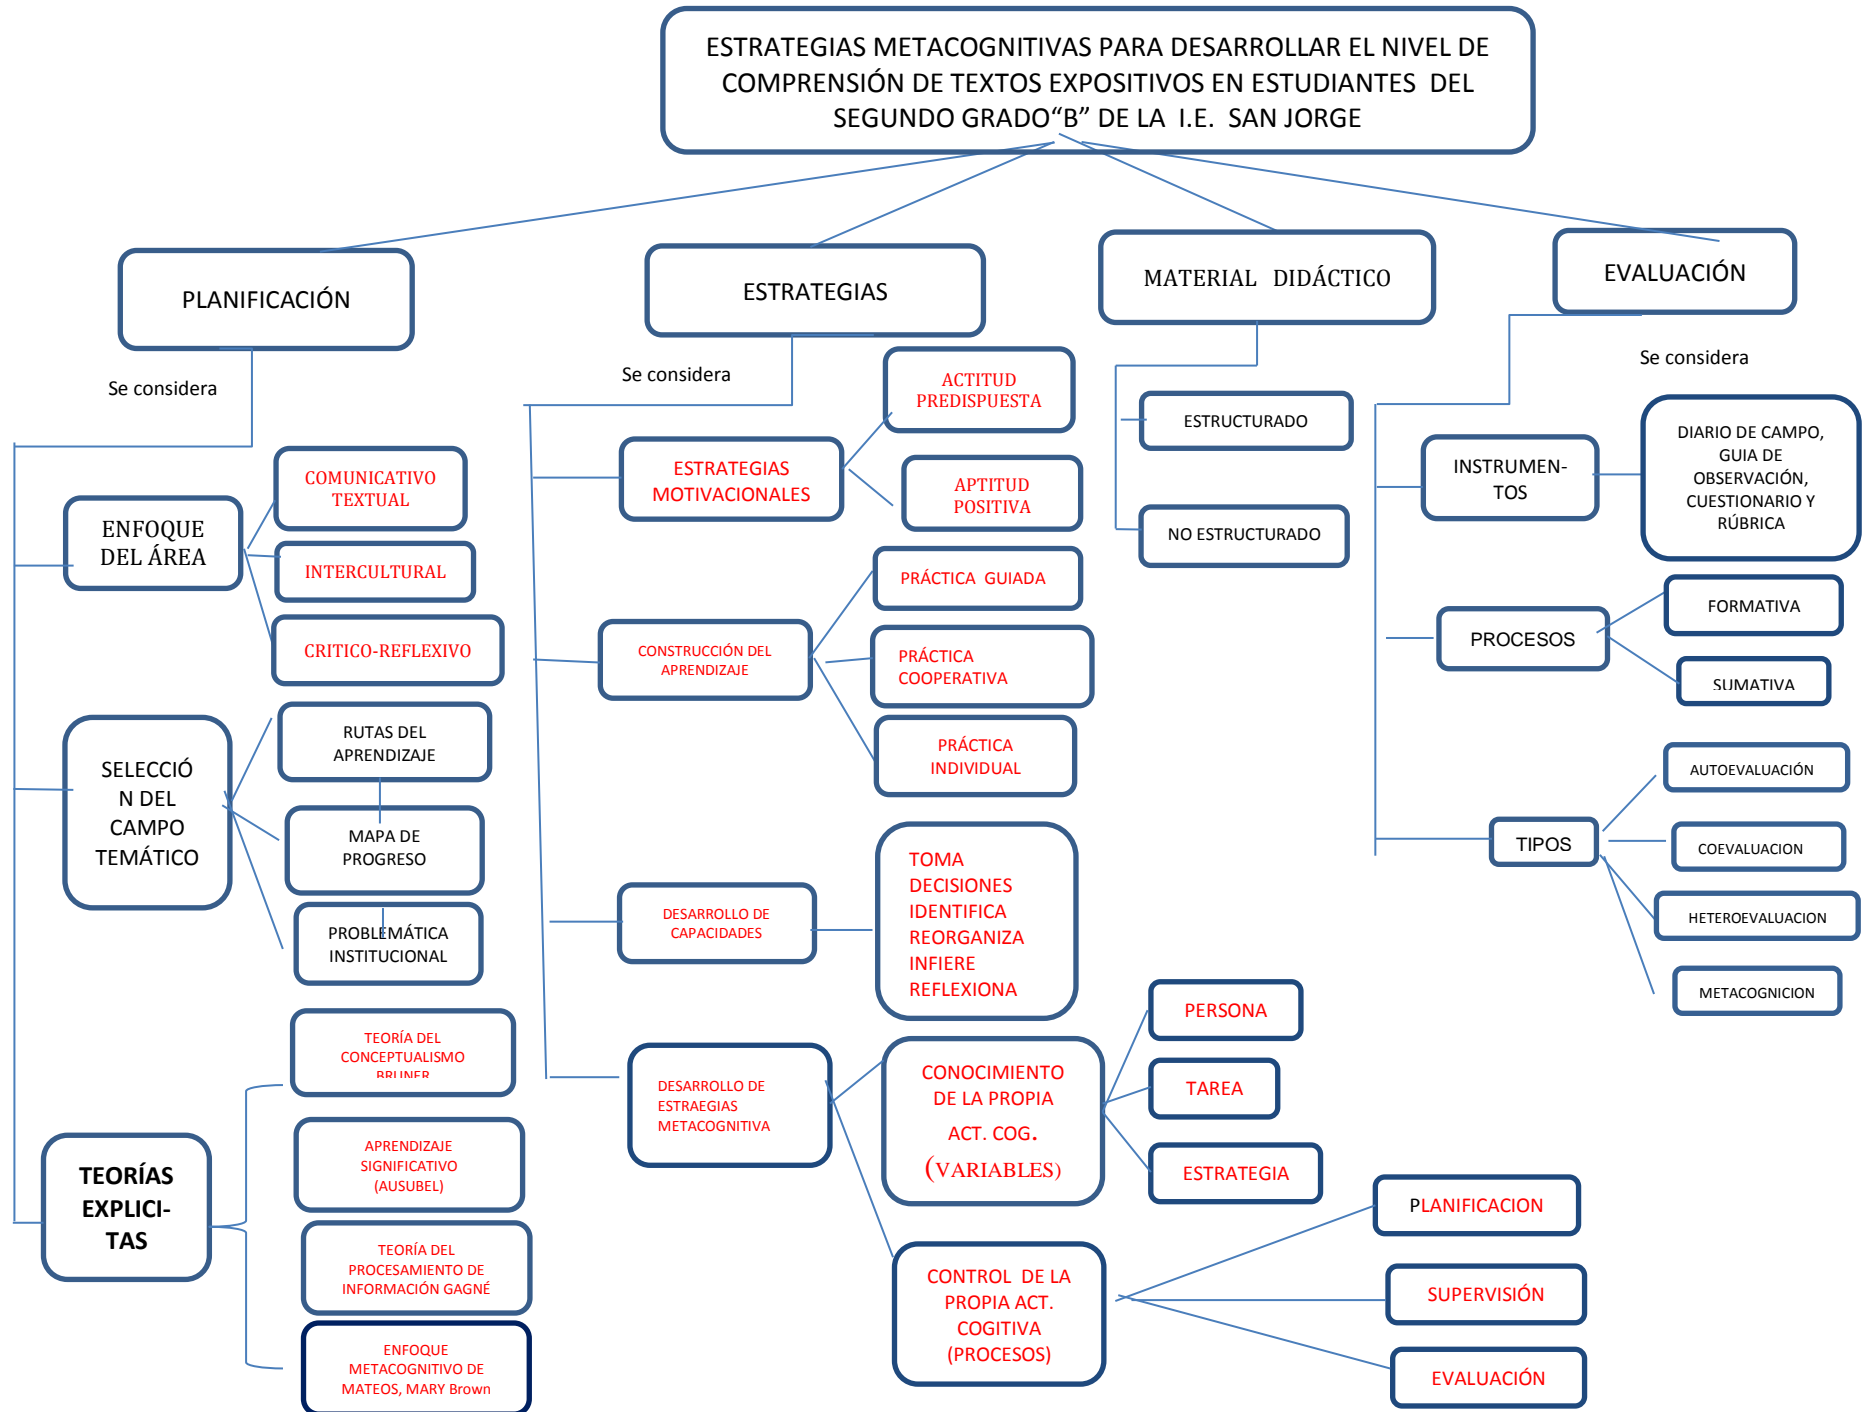 ESTRATEGIAS METACOGNITIVAS PARA DESARROLLAR EL NIVEL DE
COMPRENSIÓN DE TEXTOS EXPOSITIVOS EN ESTUDIANTES DEL
SEGUNDO GRADO“B” DE LA I.E. SAN JORGE
PLANIFICACIÓN
Se considera
ENFOQUE
DEL ÁREA
COMUNICATIVO
TEXTUAL
INTERCULTURAL
CRITICO-REFLEXIVO
SELECCIÓ
N DEL
CAMPO
TEMÁTICO
RUTAS DEL
APRENDIZAJE
MAPA DE
PROGRESO
PROBLEMÁTICA
INSTITUCIONAL
TEORÍAS
EXPLICI-
TAS
TEORÍA DEL
CONCEPTUALISMO
BRUNER
APRENDIZAJE
SIGNIFICATIVO
(AUSUBEL)
TEORÍA DEL
PROCESAMIENTO DE
INFORMACIÓN GAGNÉ
ENFOQUE
METACOGNITIVO DE
MATEOS, MARY Brown
ESTRATEGIAS
Se considera
ESTRATEGIAS
MOTIVACIONALES
ACTITUD
PREDISPUESTA
APTITUD
POSITIVA
CONSTRUCCIÓN DEL
APRENDIZAJE
PRÁCTICA GUIADA
PRÁCTICA
COOPERATIVA
PRÁCTICA
INDIVIDUAL
DESARROLLO DE
CAPACIDADES
TOMA
DECISIONES
IDENTIFICA
REORGANIZA
INFIERE
REFLEXIONA
DESARROLLO DE
ESTRAEGIAS
METACOGNITIVA
CONOCIMIENTO
DE LA PROPIA
ACT. COG.
(VARIABLES)
PERSONA
TAREA
ESTRATEGIA
CONTROL DE LA
PROPIA ACT.
COGITIVA
(PROCESOS)
PLANIFICACION
SUPERVISIÓN
EVALUACIÓN
MATERIAL DIDÁCTICO
ESTRUCTURADO
NO ESTRUCTURADO
EVALUACIÓN
Se considera
INSTRUMEN-
TOS
DIARIO DE CAMPO,
GUIA DE
OBSERVACIÓN,
CUESTIONARIO Y
RÚBRICA
PROCESOS
FORMATIVA
SUMATIVA
TIPOS
AUTOEVALUACIÓN
COEVALUACION
HETEROEVALUACION
METACOGNICION